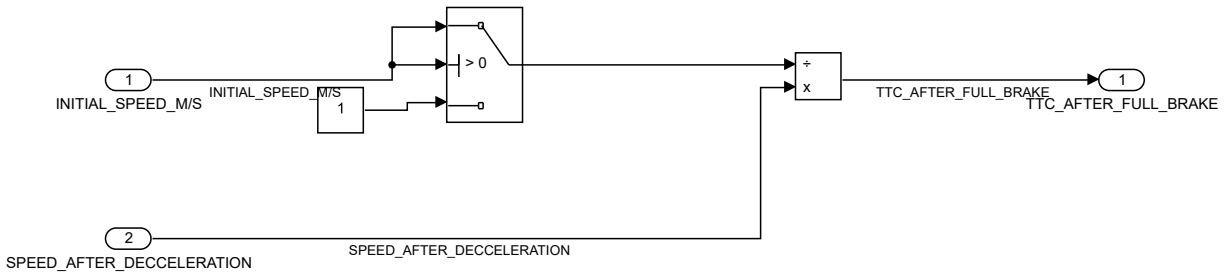 > 0
1
INITIAL_SPEED_M/S
INITIAL_SPEED_M/S
1
÷
x
TTC_AFTER_FULL_BRAKE
1
TTC_AFTER_FULL_BRAKE
2
SPEED_AFTER_DECCELERATION
SPEED_AFTER_DECCELERATION